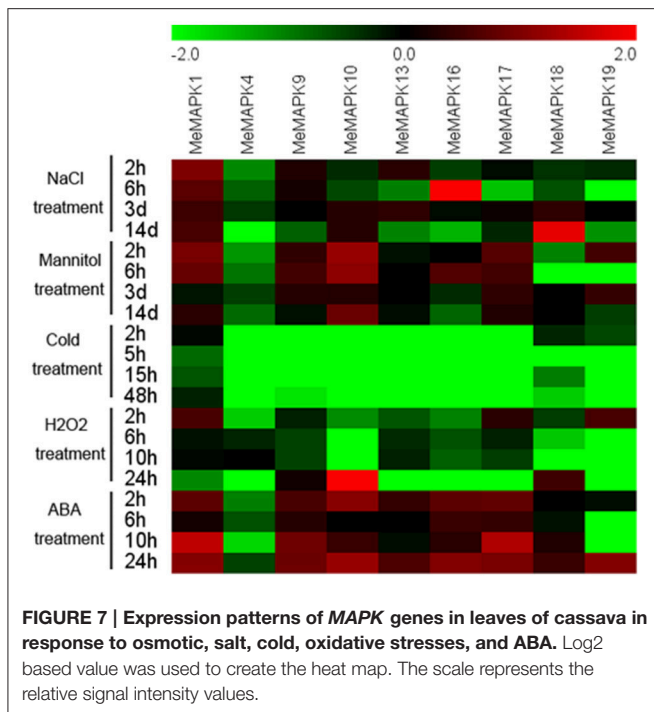 -2.0 0.0 2.0
MeMAPK1 MeMAPK4 MeMAPK9 MeMAPK10 MeMAPK13 MeMAPK16 MeMAPK17 MeMAPK18 MeMAPK19
NaCl
treatment
2h
6h
3d
14d
Mannitol
treatment
2h
6h
3d
14d
Cold
treatment
2h
5h
15h
48h
H2O2
treatment
2h
6h
10h
24h
ABA
treatment
2h
6h
10h
24h
FIGURE 7 | Expression patterns of MAPK genes in leaves of cassava in
response to osmotic, salt, cold, oxidative stresses, and ABA. Log2
based value was used to create the heat map. The scale represents the
relative signal intensity values.